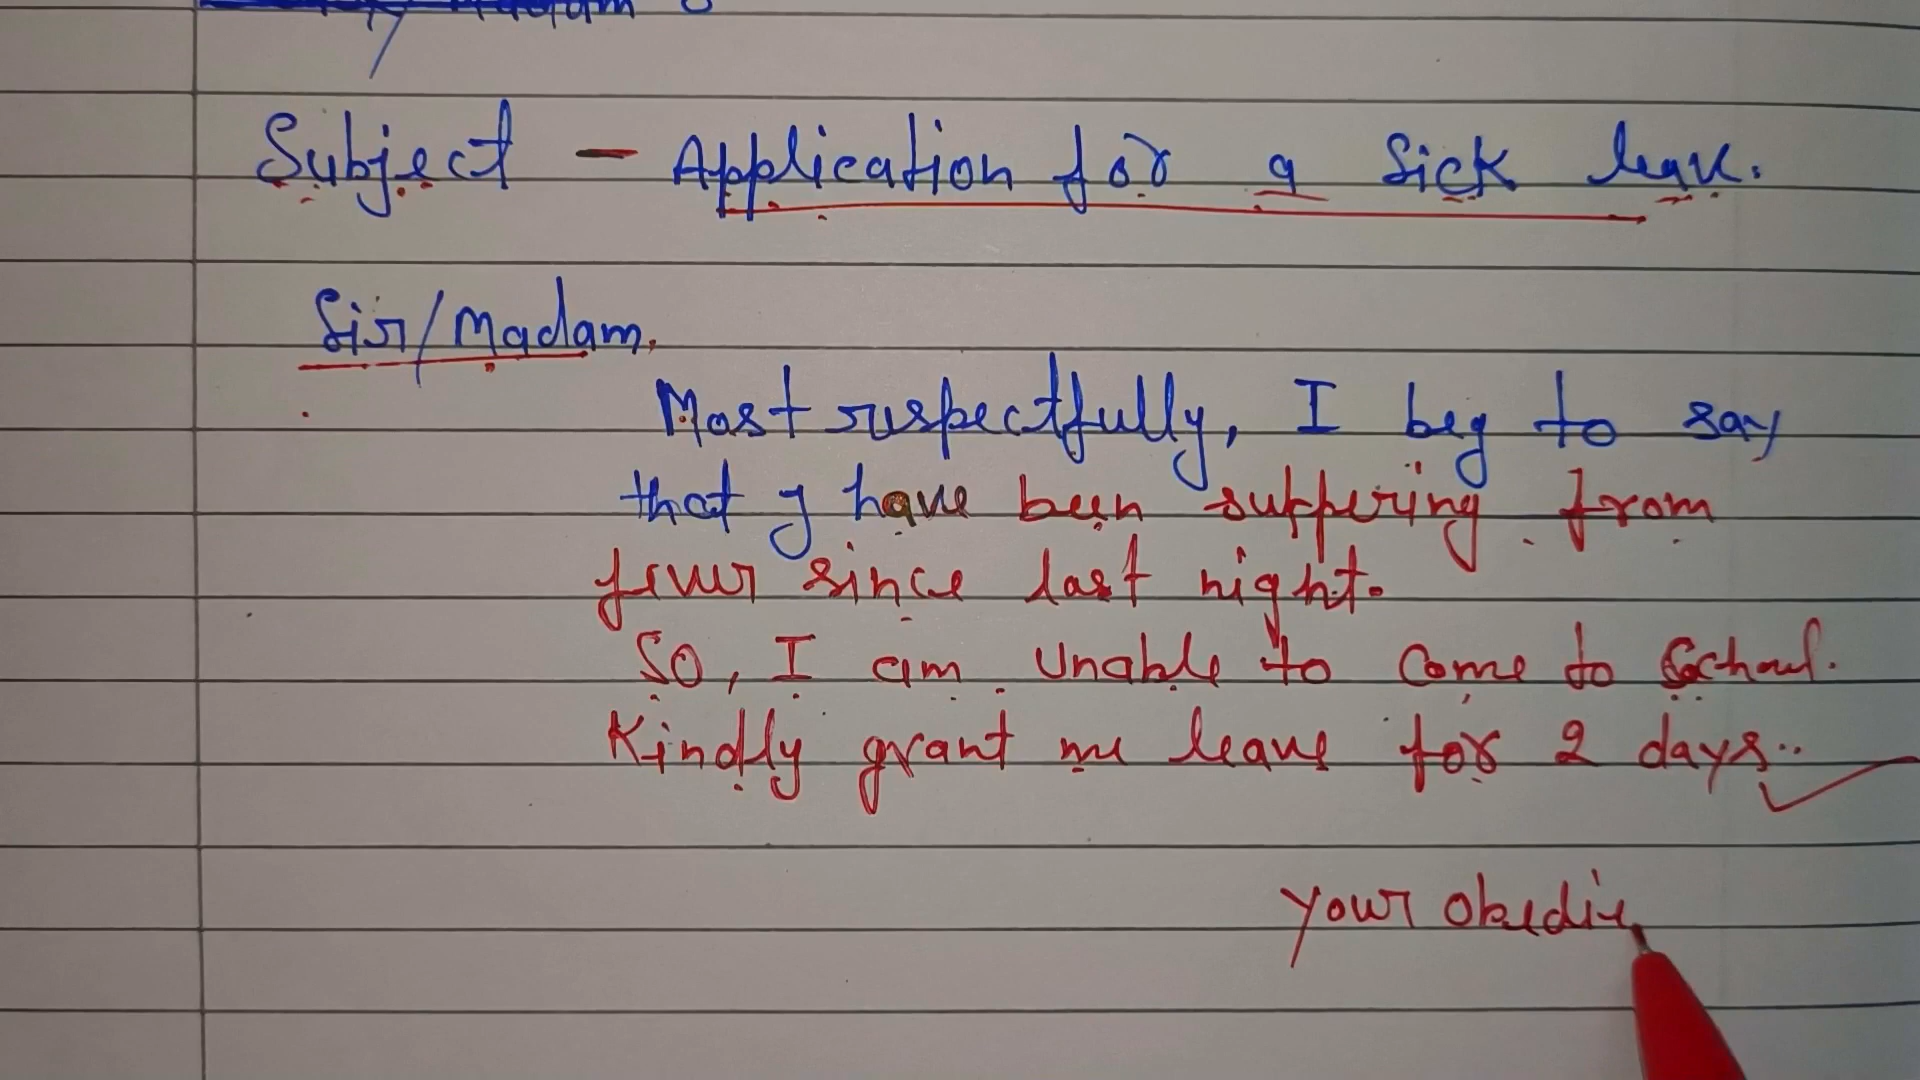 Subject - Application for a Sick leave.
Sir/Madam,
Most respectfully, I beg to say
that I have been suffering from
fever since last night.
So, I am unable to come to School.
Kindly grant me leave for 2 days..
your obedie